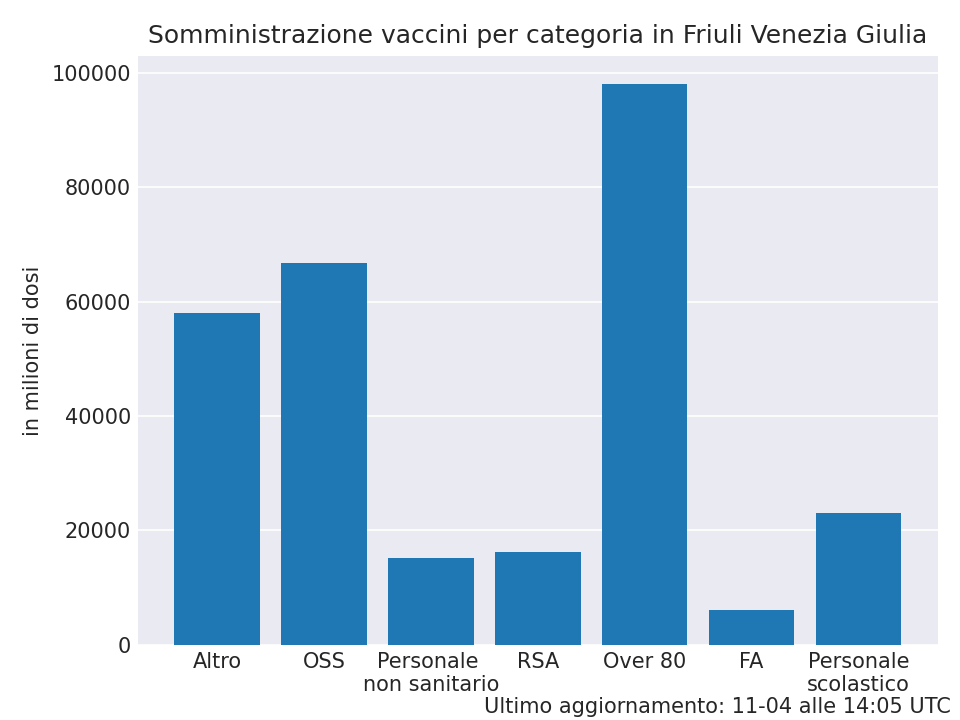 Somministrazione vaccini per categoria in Friuli Venezia Giulia
100000
80000
60000
40000
20000
0
in milioni di dosi
Altro
OSS
Personale
non sanitario
RSA
Over 80
FA
Personale
scolastico
Ultimo aggiornamento: 11-04 alle 14:05 UTC